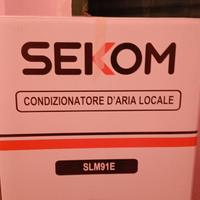 SEKOM
CONDIZIONATORE D'ARIA LOCALE
SLM91E